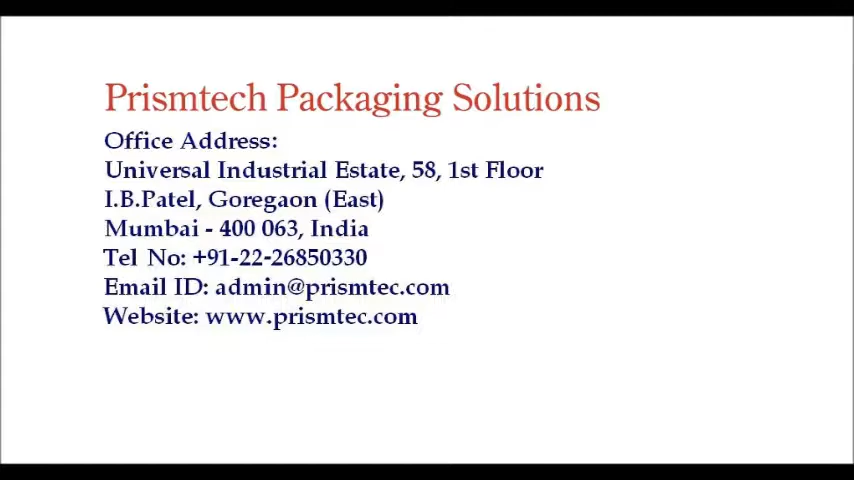 Prismtech Packaging Solutions
Office Address:
Universal Industrial Estate, 58, 1st Floor
I.B.Patel, Goregaon (East)
Mumbai - 400 063, India
Tel No: +91-22-26850330
Email ID: admin@prismtec.com
Website: www.prismtec.com